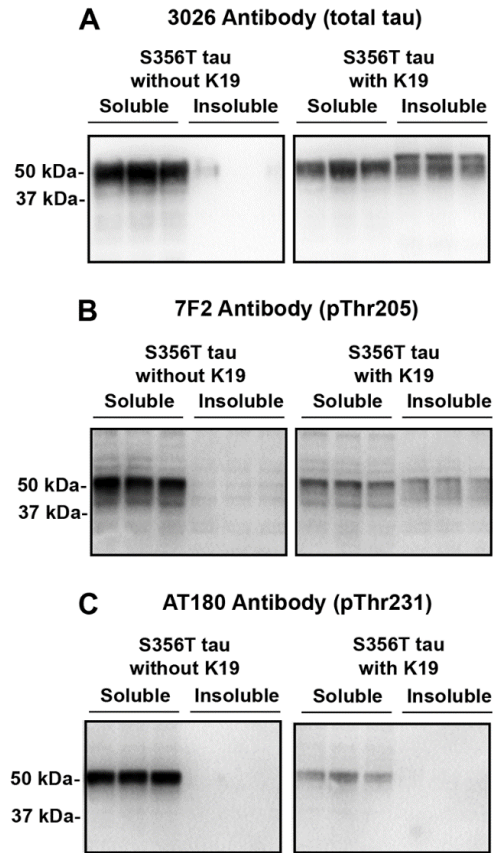 A 3026 Antibody (total tau)
S356T tau without K19
S356T tau with K19
Soluble Insoluble Soluble Insoluble
50 kDa-
37 kDa-
B 7F2 Antibody (pThr205)
S356T tau without K19
S356T tau with K19
Soluble Insoluble Soluble Insoluble
50 kDa-
37 kDa-
C AT180 Antibody (pThr231)
S356T tau without K19
S356T tau with K19
Soluble Insoluble Soluble Insoluble
50 kDa-
37 kDa-